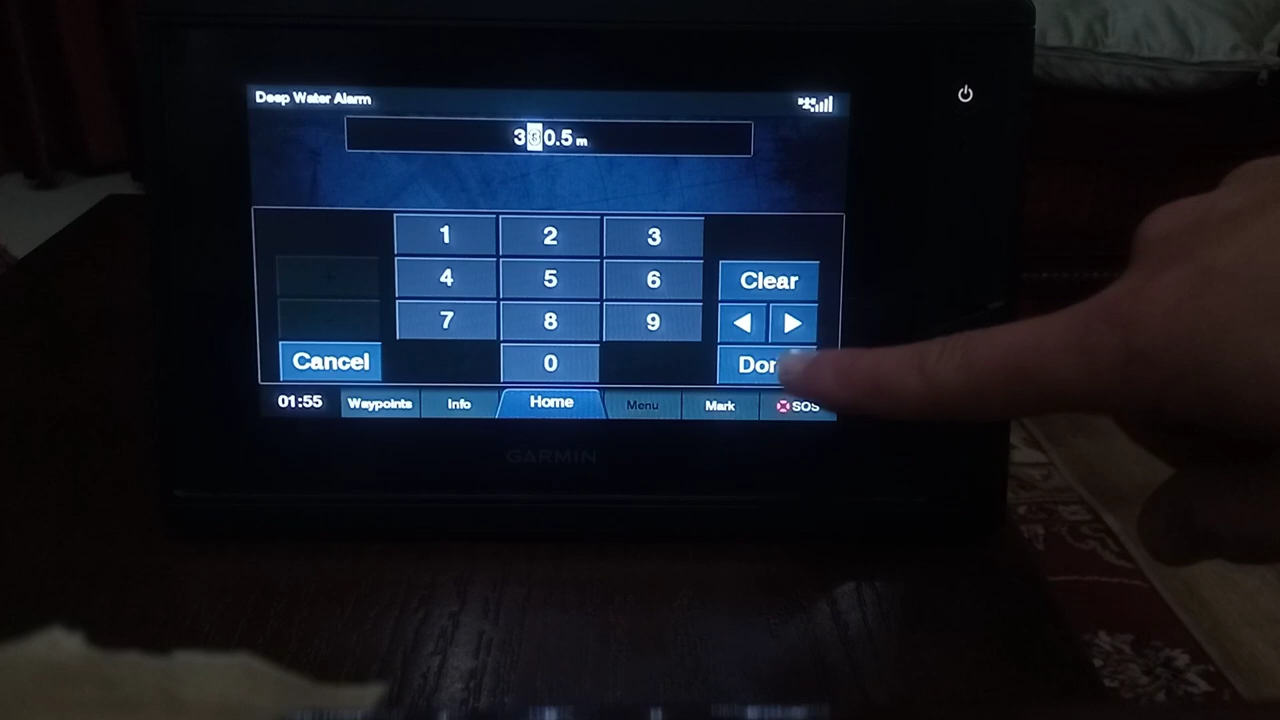 Deep Water Alarm
360.5 m
1 2 3
4 5 6 Clear
7 8 9
Cancel 0
01:55 Waypoints Info Home Menu Mark SOS
GARMIN